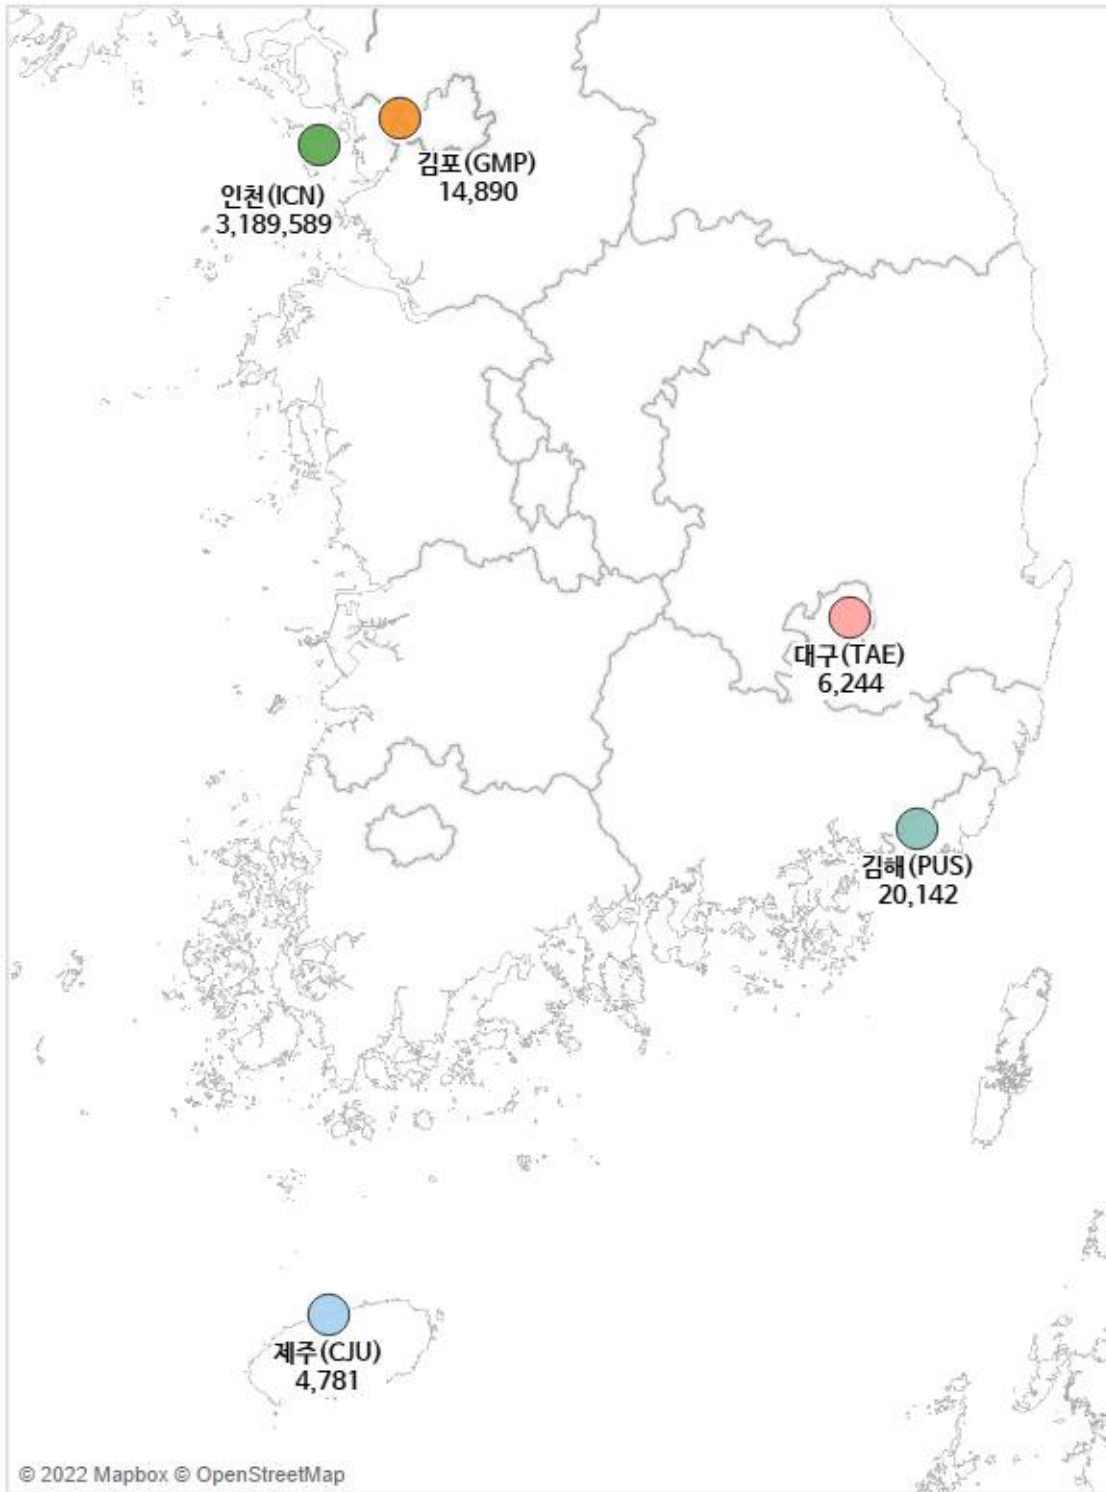 김포(GMP)
14,890
인천(ICN)
3,189,589
대구(TAE)
6,244
김해(PUS)
20,142
제주(CJU)
4,781
© 2022 Mapbox © OpenStreetMap